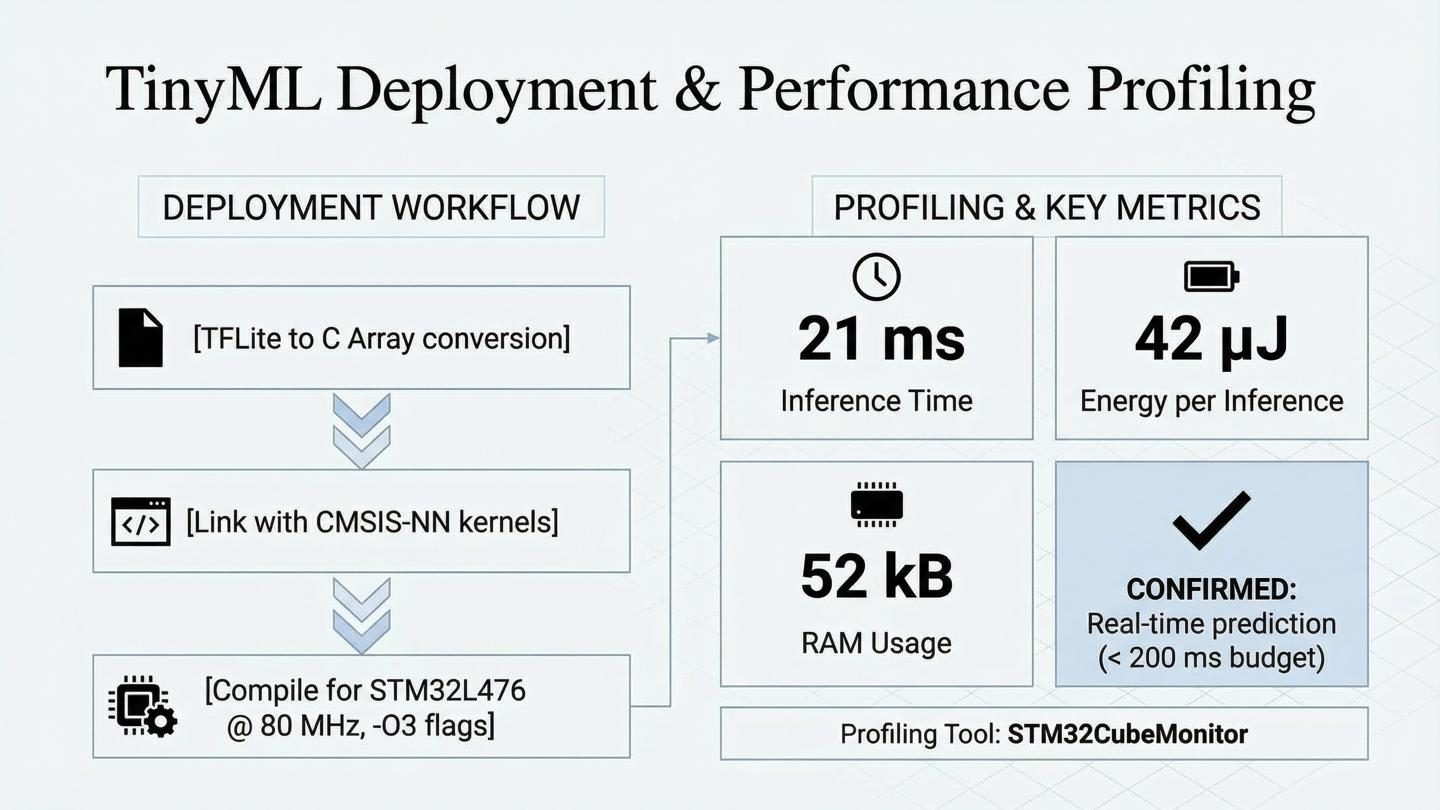 TinyML Deployment & Performance Profiling
DEPLOYMENT WORKFLOW
[TFLite to C Array conversion]
</>
[Link with CMSIS-NN kernels]
[Compile for STM32L476
@ 80 MHz, -O3 flags]
PROFILING & KEY METRICS
21 ms
Inference Time
42 µJ
Energy per Inference
52 kB
RAM Usage
CONFIRMED:
Real-time prediction
(< 200 ms budget)
Profiling Tool: STM32CubeMonitor